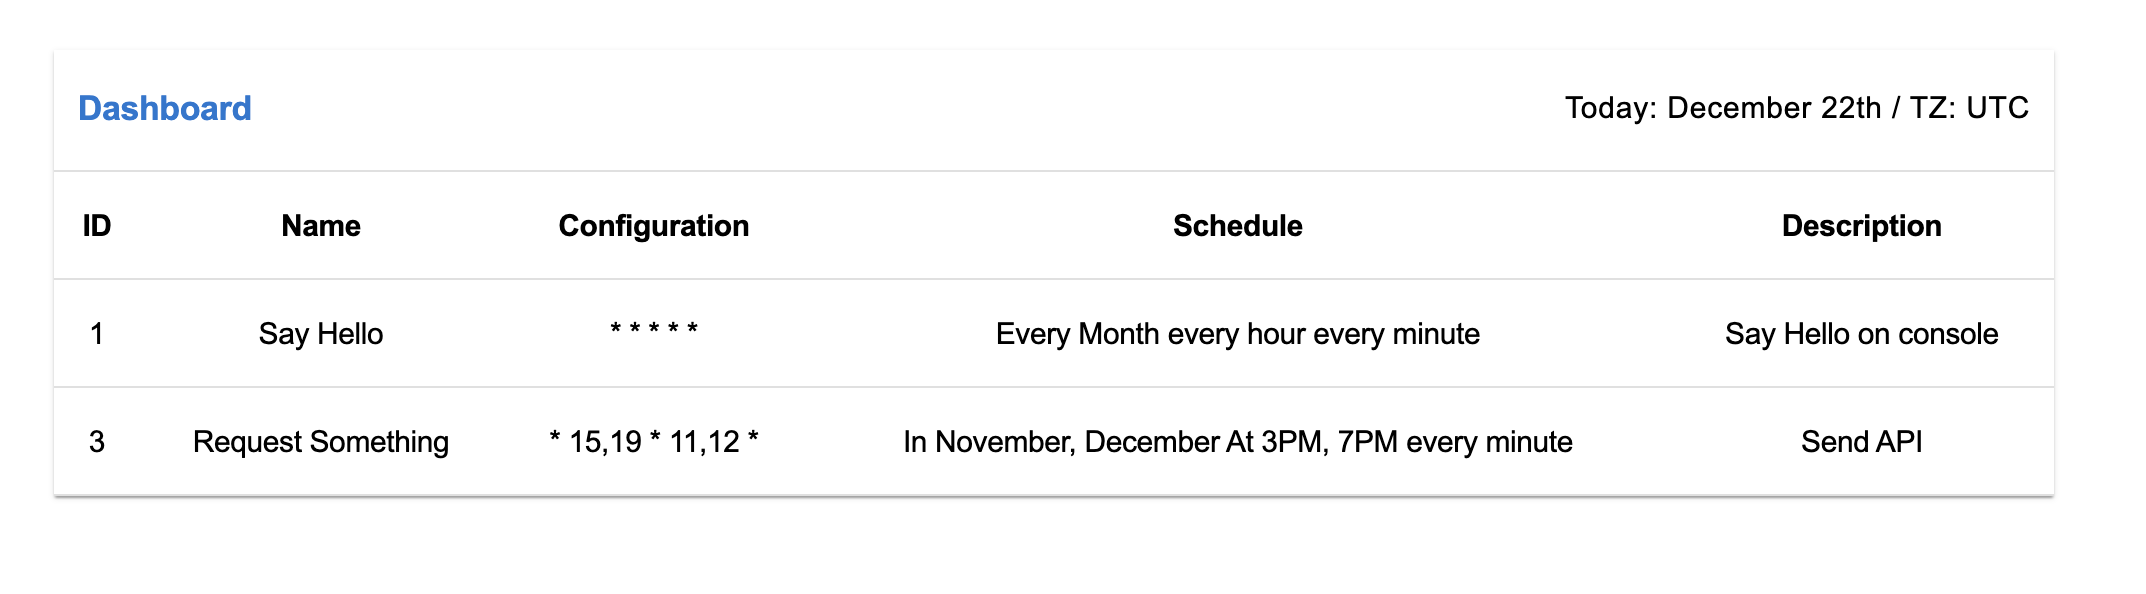 Dashboard
Today: December 22th / TZ: UTC
ID Name Configuration Schedule Description
1 Say Hello * * * * * Every Month every hour every minute Say Hello on console
3 Request Something * 15,19 * 11,12 * In November, December At 3PM, 7PM every minute Send API